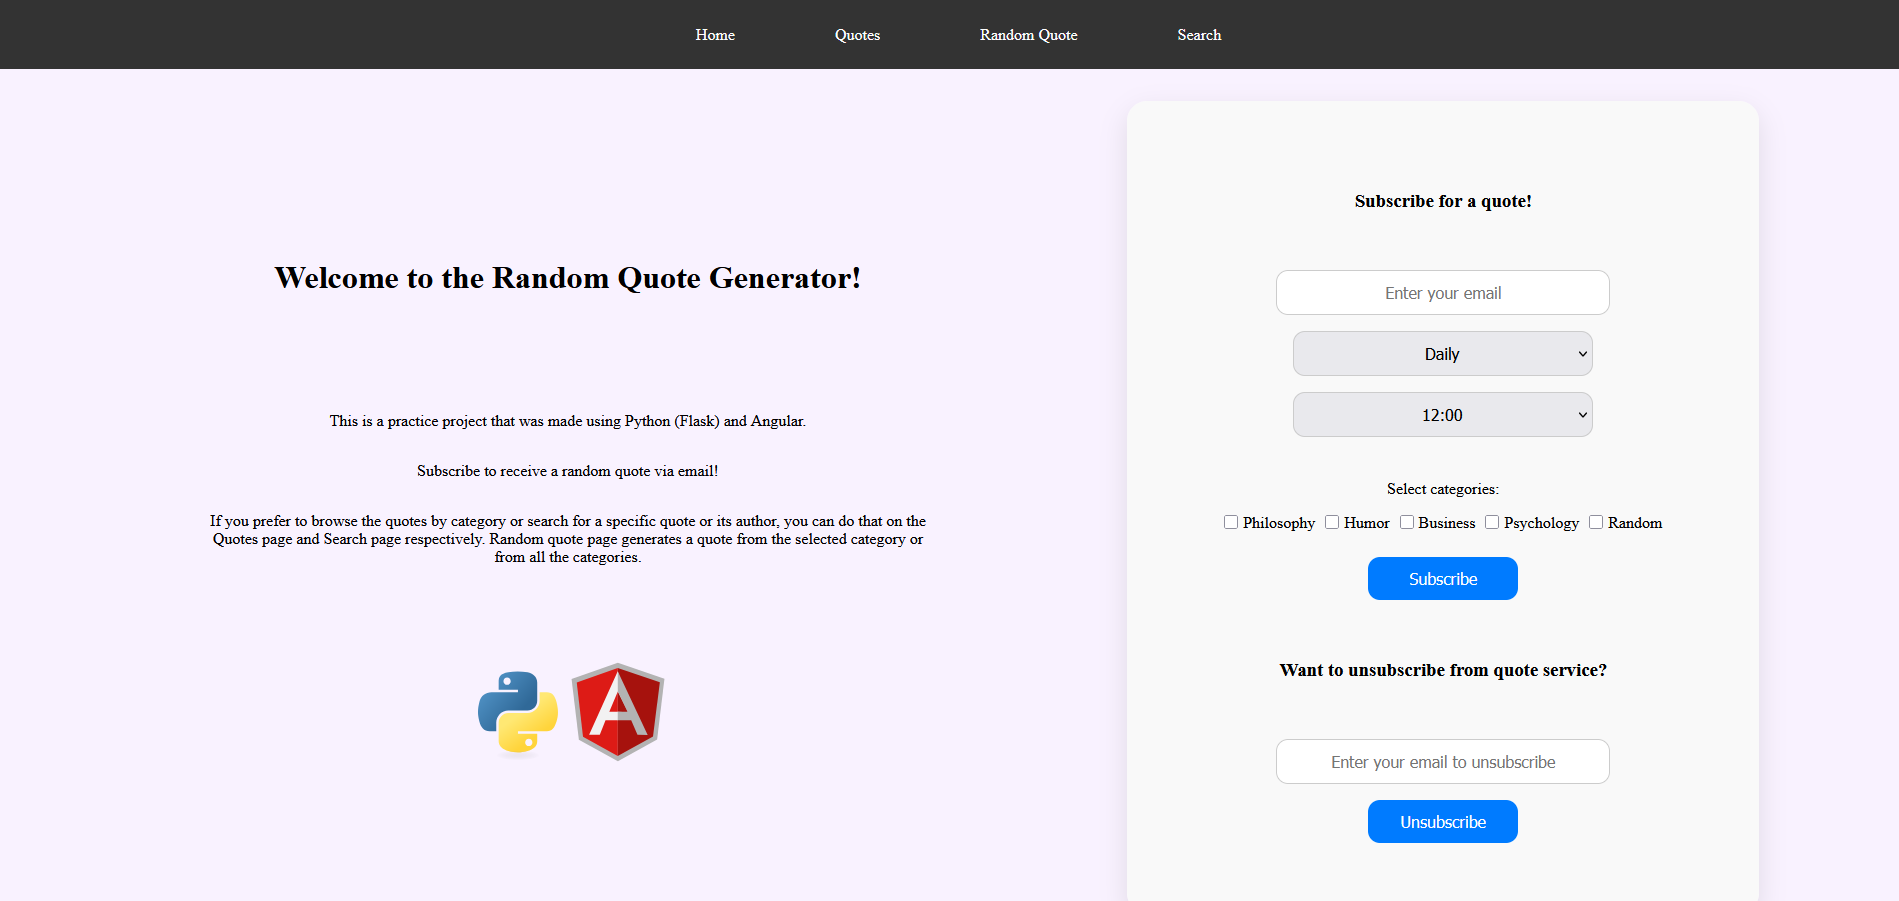 Home
Quotes
Random Quote
Search
Welcome to the Random Quote Generator!
This is a practice project that was made using Python (Flask) and Angular.
Subscribe to receive a random quote via email!
If you prefer to browse the quotes by category or search for a specific quote or its author, you can do that on the
Quotes page and Search page respectively. Random quote page generates a quote from the selected category or
from all the categories.
A
Subscribe for a quote!
Enter your email
Daily
12:00
Select categories:
Philosophy Humor Business Psychology Random
Subscribe
Want to unsubscribe from quote service?
Enter your email to unsubscribe
Unsubscribe